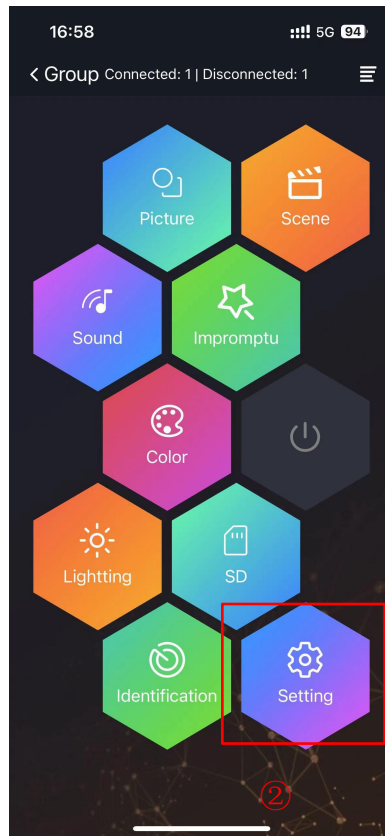 16:58 5G 94
Group Connected: 1 | Disconnected: 1
Picture Scene
Sound Impromptu
Color
Lightting SD
Identification Setting
②